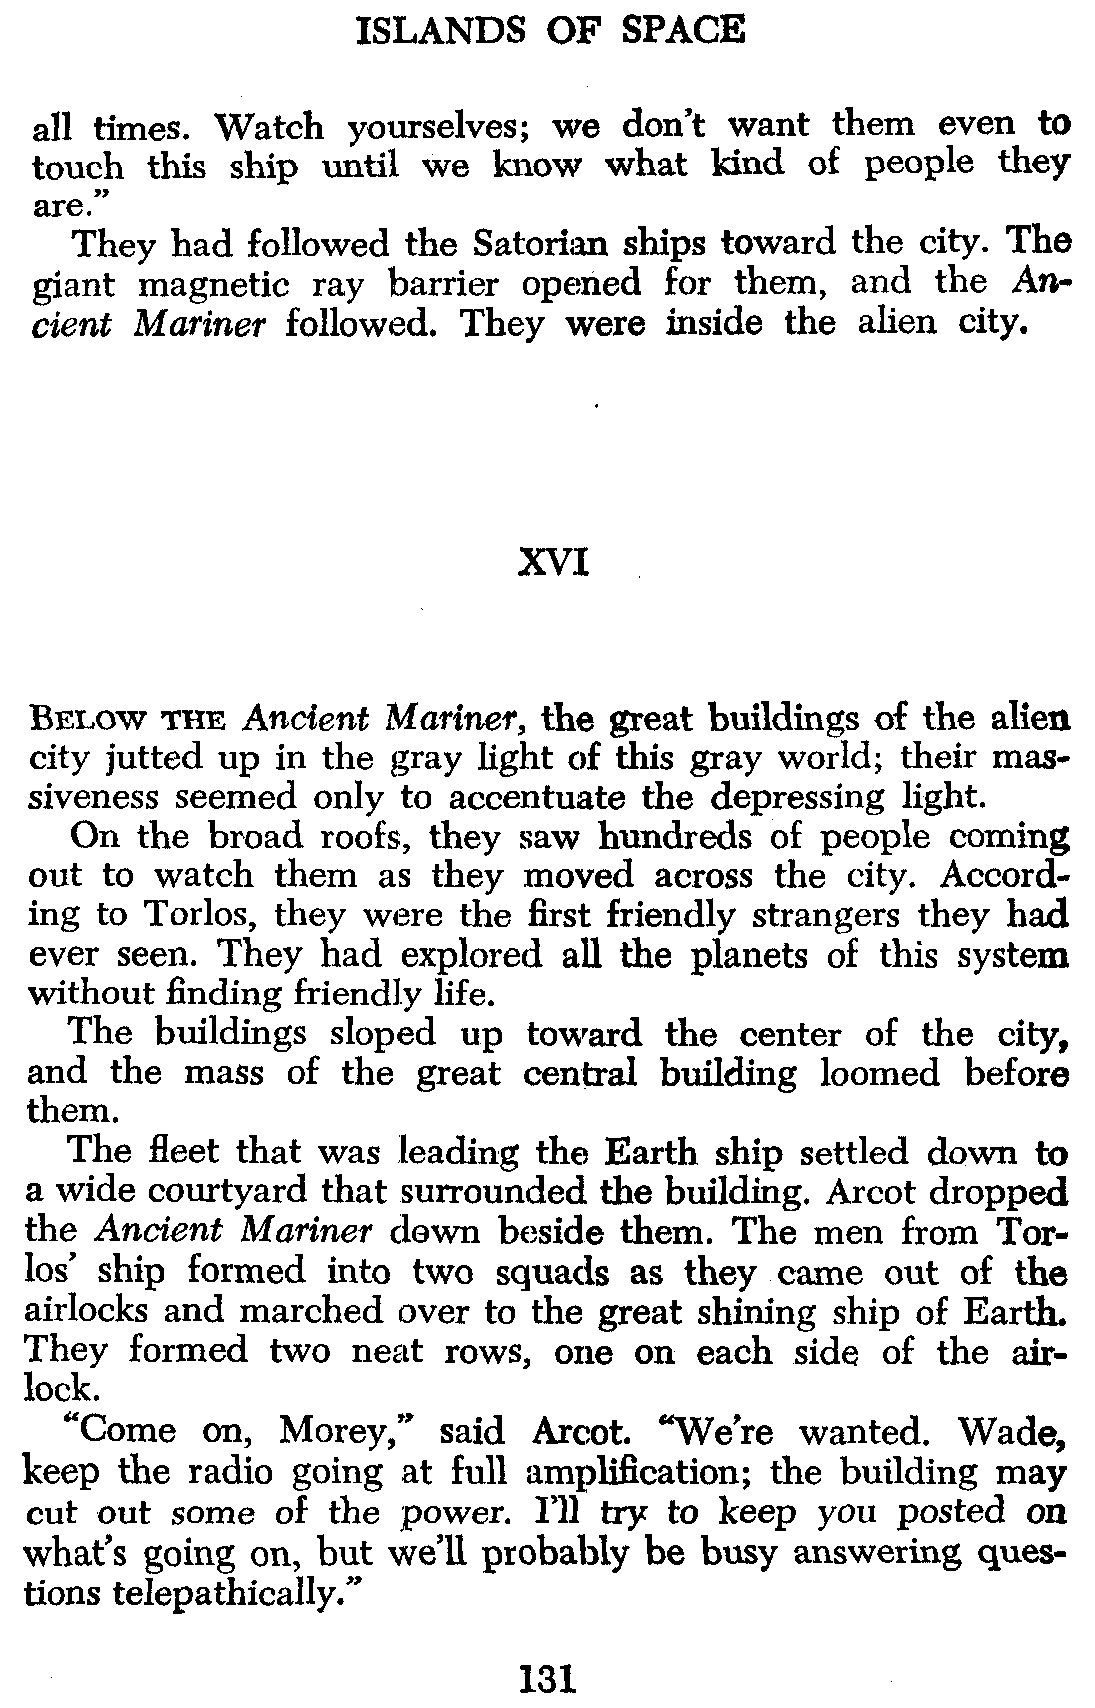 ISLANDS OF SPACE
all times. Watch yourselves; we don't want them even to
touch this ship until we know what kind of people they
are."
They had followed the Satorian ships toward the city. The
giant magnetic ray barrier opened for them, and the An-
cient Mariner followed. They were inside the alien city.
XVI
BELOW THE Ancient Mariner, the great buildings of the alien
city jutted up in the gray light of this gray world; their mas-
siveness seemed only to accentuate the depressing light.
On the broad roofs, they saw hundreds of people coming
out to watch them as they moved across the city. Accord-
ing to Torlos, they were the first friendly strangers they had
ever seen. They had explored all the planets of this system
without finding friendly life.
The buildings sloped up toward the center of the city,
and the mass of the great central building loomed before
them.
The fleet that was leading the Earth ship settled down to
a wide courtyard that surrounded the building. Arcot dropped
the Ancient Mariner down beside them. The men from Tor-
los' ship formed into two squads as they came out of the
airlocks and marched over to the great shining ship of Earth.
They formed two neat rows, one on each side of the air-
lock.
"Come on, Morey," said Arcot. "We're wanted. Wade,
keep the radio going at full amplification; the building may
cut out some of the power. I'll try to keep you posted on
what's going on, but we'll probably be busy answering ques-
tions telepathically."
131